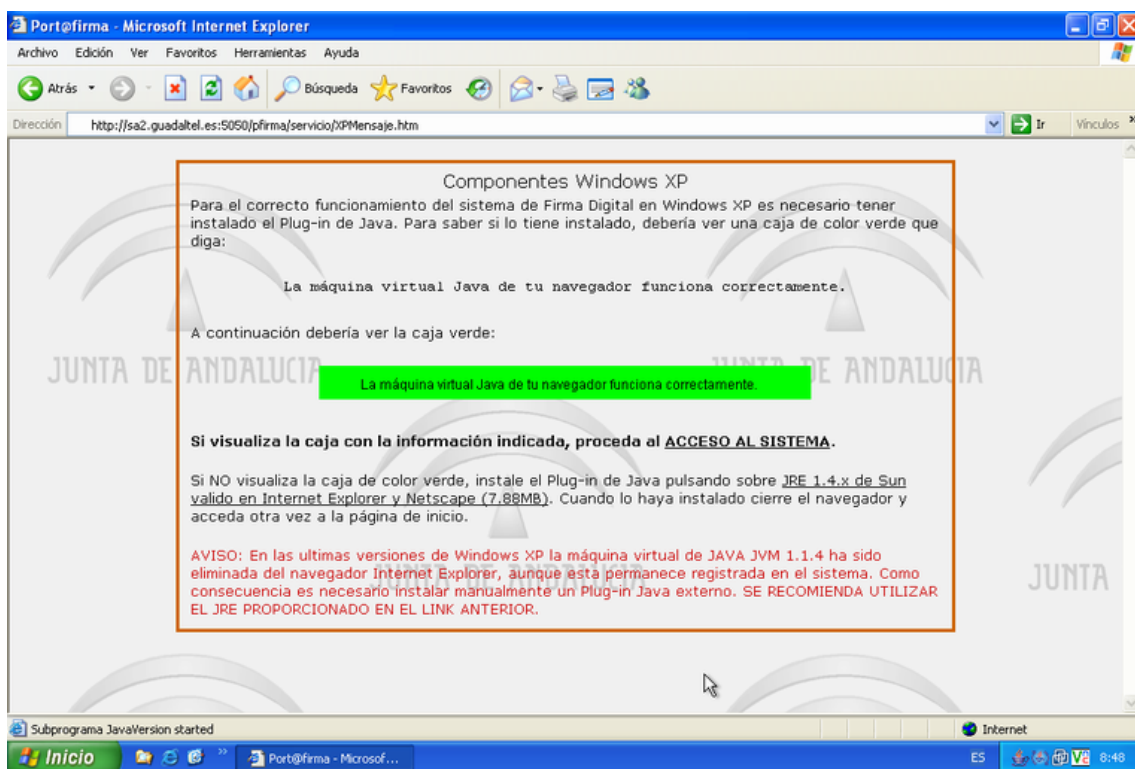 Port@firma - Microsoft Internet Explorer
Archivo Edición Ver Favoritos Herramientas Ayuda
Atrás Búsqueda Favoritos
Dirección http://sa2.guadaltel.es:5050/pfirma/servicio/XPMensaje.htm Ir Vínculos »
Componentes Windows XP
Para el correcto funcionamiento del sistema de Firma Digital en Windows XP es necesario tener
instalado el Plug-in de Java. Para saber si lo tiene instalado, debería ver una caja de color verde que
diga:
La máquina virtual Java de tu navegador funciona correctamente.
A continuación debería ver la caja verde:
JUNTA DE ANDALUCIA JUNTA DE ANDALUCIA
La máquina virtual Java de tu navegador funciona correctamente.
Si visualiza la caja con la información indicada, proceda al ACCESO AL SISTEMA.
Si NO visualiza la caja de color verde, instale el Plug-in de Java pulsando sobre JRE 1.4.x de Sun
valido en Internet Explorer y Netscape (7.88MB). Cuando lo haya instalado cierre el navegador y
acceda otra vez a la página de inicio.
AVISO: En las ultimas versiones de Windows XP la máquina virtual de JAVA JVM 1.1.4 ha sido
eliminada del navegador Internet Explorer, aunque esta permanece registrada en el sistema. Como
consecuencia es necesario instalar manualmente un Plug-in Java externo. SE RECOMIENDA UTILIZAR
EL JRE PROPORCIONADO EN EL LINK ANTERIOR.
JUNTA DE ANDALUCIA JUNTA
Subprograma JavaVersion started Internet
Inicio » Port@firma - Microsof... ES 8:48